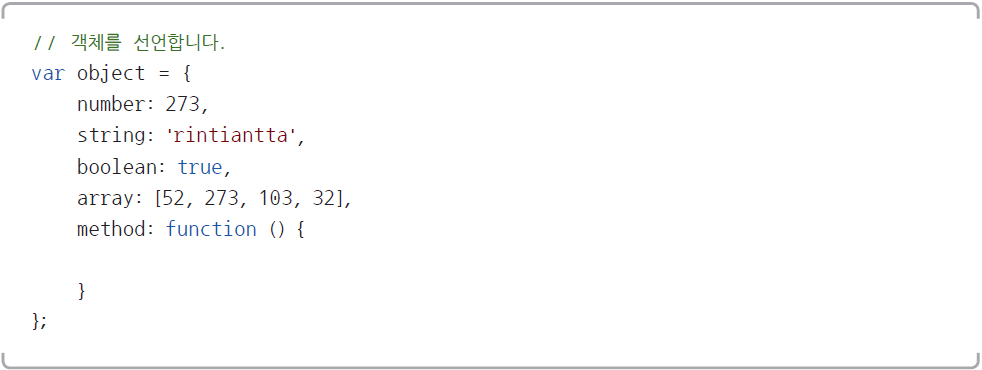 // 객체를 선언합니다.
var object = {
    number: 273,
    string: 'rintiantta',
    boolean: true,
    array: [52, 273, 103, 32],
    method: function () {

    }
};